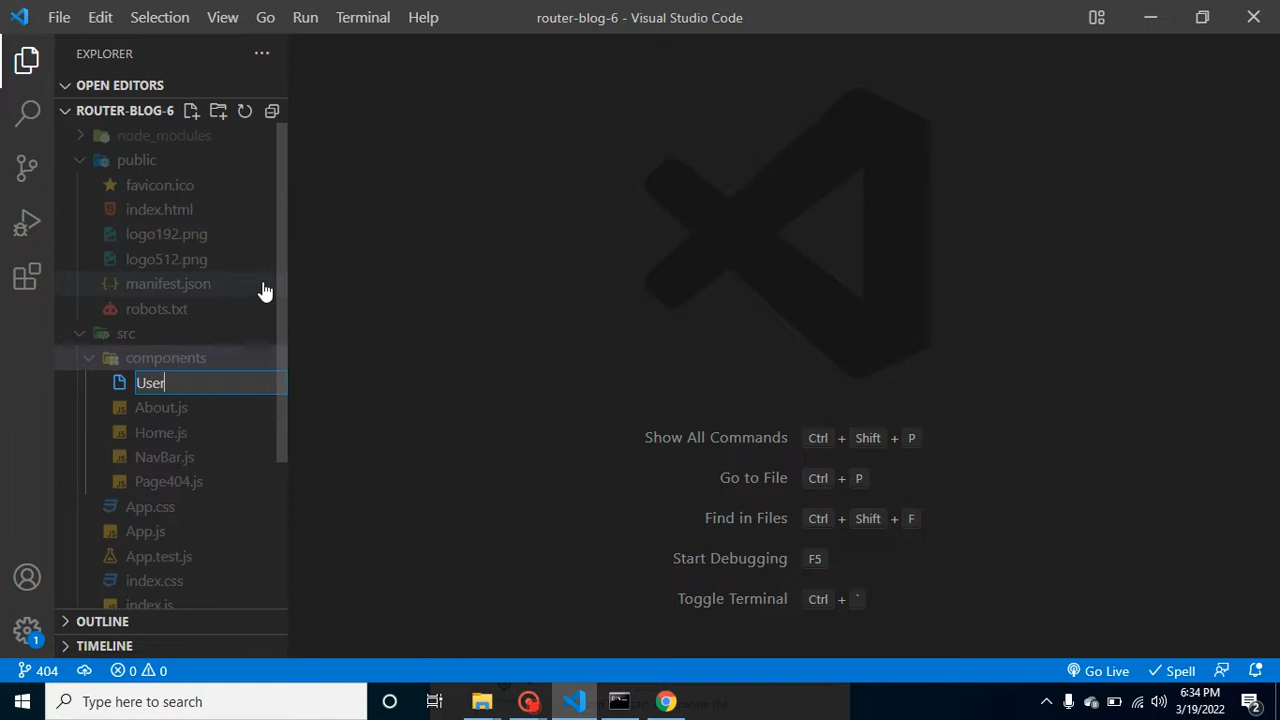 File Edit Selection View Go Run Terminal Help router-blog-6 - Visual Studio Code
EXPLORER
OPEN EDITORS
ROUTER-BLOG-6
node_modules
public
favicon.ico
index.html
logo192.png
logo512.png
manifest.json
robots.txt
src
components
User
About.js
Home.js
NavBar.js
Page404.js
App.css
App.js
App.test.js
index.css
index.js
OUTLINE
TIMELINE
Show All Commands Ctrl + Shift + P
Go to File Ctrl + P
Find in Files Ctrl + Shift + F
Start Debugging F5
Toggle Terminal Ctrl + `
1
404 0 0 Go Live Spell
Type here to search
6:34 PM
3/19/2022
2